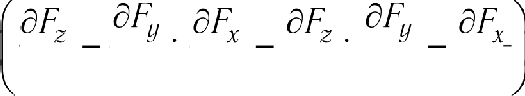 ( ∂F_z − ∂F_y . ∂F_x − ∂F_z . ∂F_y − ∂F_x )